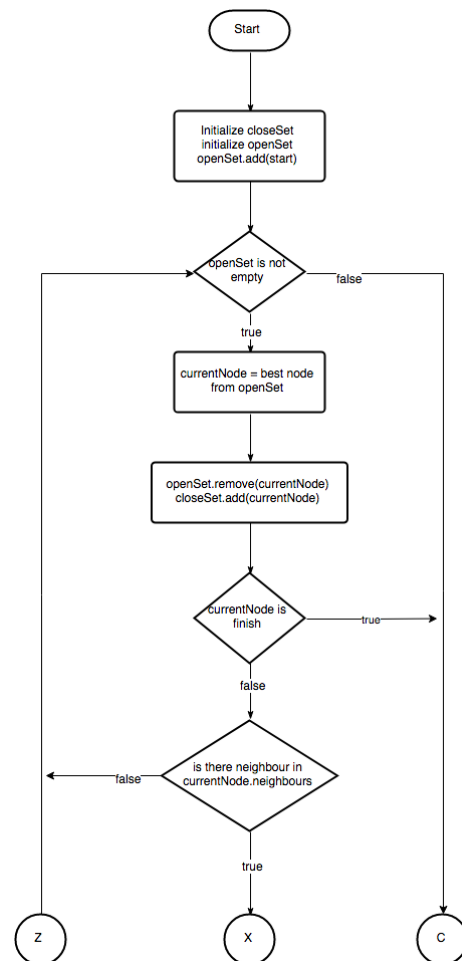 Start
Initialize closeSet
initialize openSet
openSet.add(start)
openSet is not
empty
false
true
currentNode = best node
from openSet
openSet.remove(currentNode)
closeSet.add(currentNode)
currentNode is
finish
true
false
is there neighbour in
currentNode.neighbours
false
true
Z
X
C